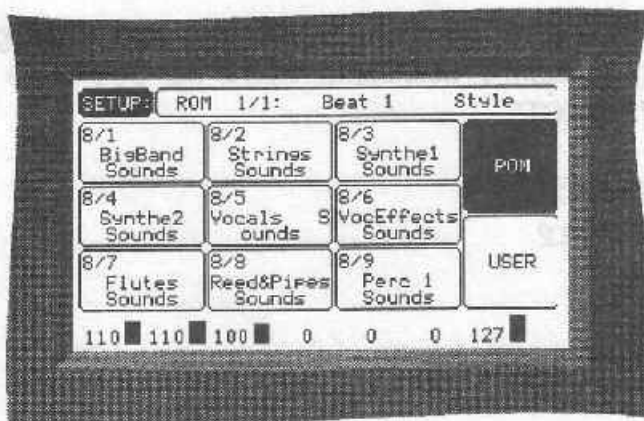 SETUP: ROM 1/1: Beat 1 Style
8/1 8/2 8/3
BigBand Strings Synthe1 ROM
Sounds Sounds Sounds
8/4 8/5 8/6
Synthe2 Vocals S VocEffects
Sounds ounds Sounds
8/7 8/8 8/9 USER
Flutes Reed&Pipes Perc 1
Sounds Sounds Sounds
110 110 100 0 0 0 127